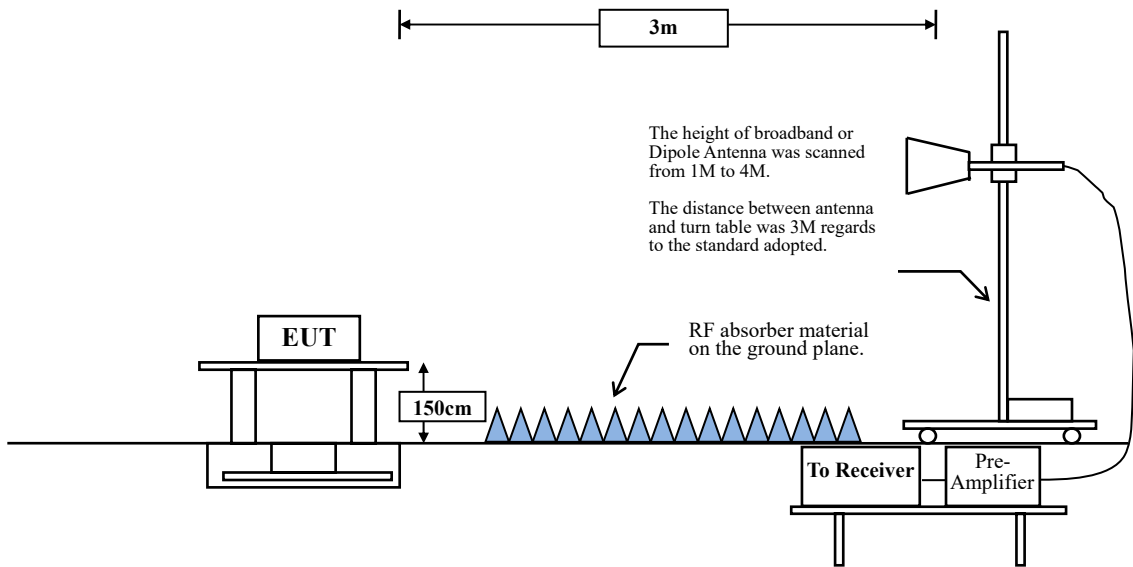 3m
The height of broadband or
Dipole Antenna was scanned
from 1M to 4M.
The distance between antenna
and turn table was 3M regards
to the standard adopted.
EUT
RF absorber material
on the ground plane.
150cm
To Receiver
Pre-
Amplifier